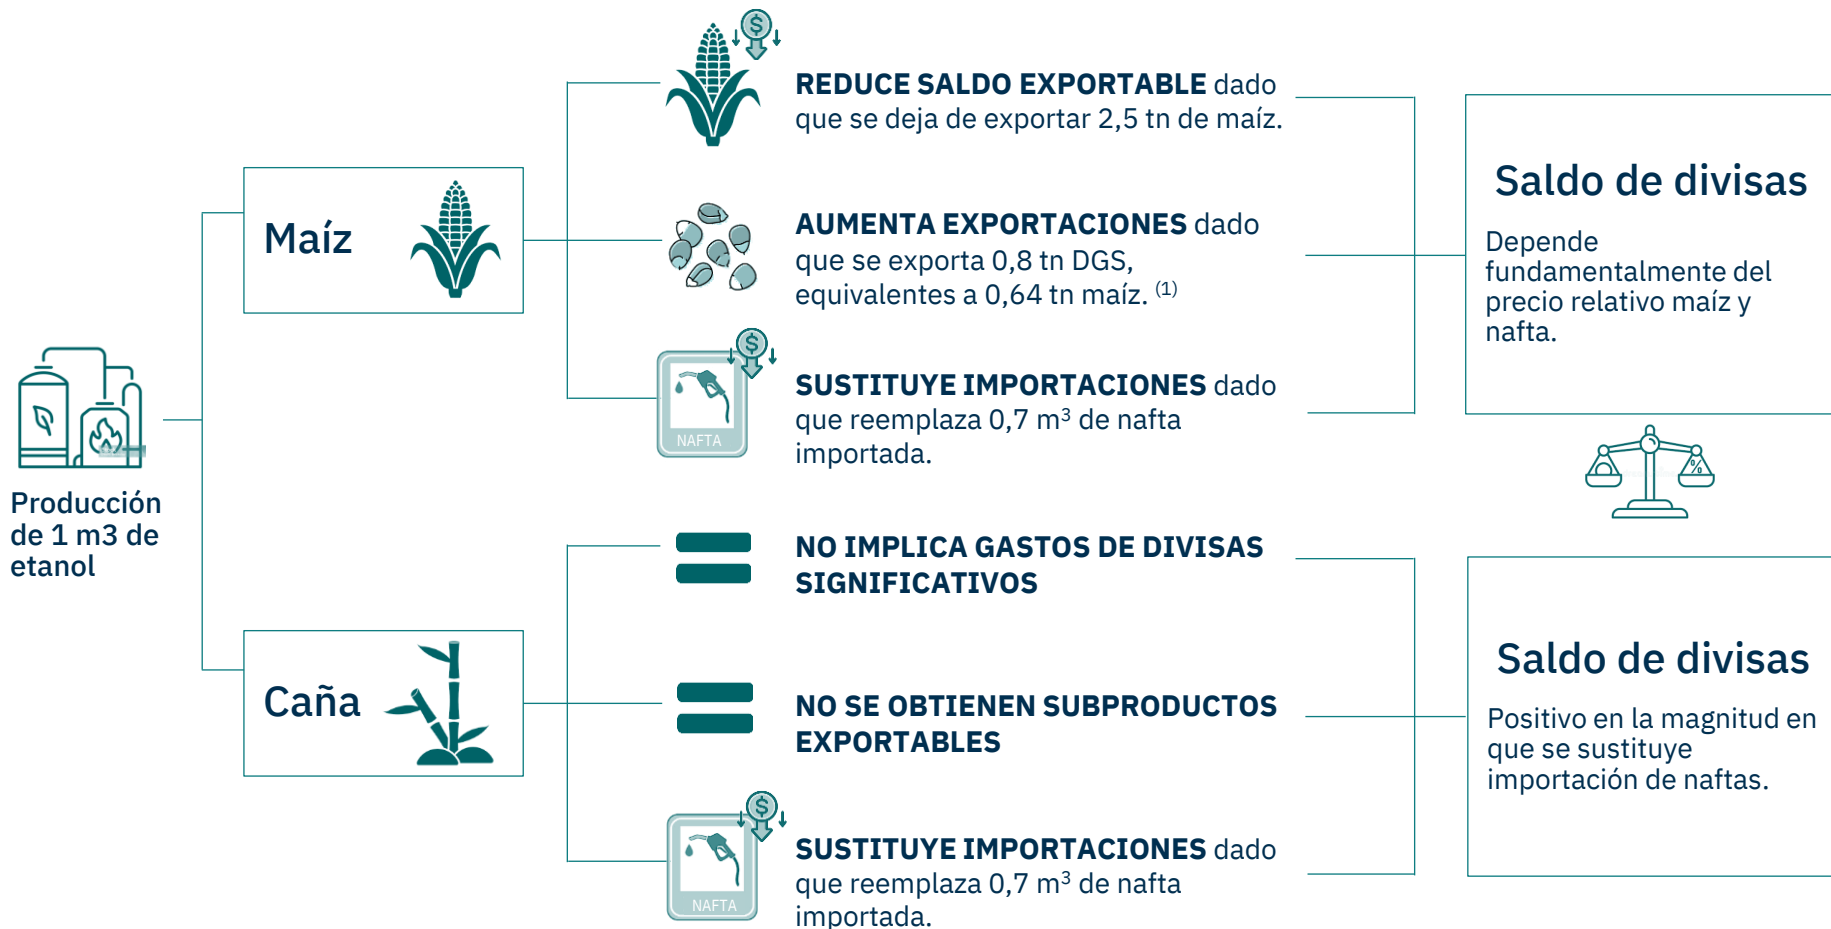 Producción
de 1 m3 de
etanol
Maíz
REDUCE SALDO EXPORTABLE dado
que se deja de exportar 2,5 tn de maíz.
AUMENTA EXPORTACIONES dado
que se exporta 0,8 tn DGS,
equivalentes a 0,64 tn maíz. (1)
NAFTA
SUSTITUYE IMPORTACIONES dado
que reemplaza 0,7 m³ de nafta
importada.
Saldo de divisas
Depende
fundamentalmente del
precio relativo maíz y
nafta.
Caña
NO IMPLICA GASTOS DE DIVISAS
SIGNIFICATIVOS
NO SE OBTIENEN SUBPRODUCTOS
EXPORTABLES
NAFTA
SUSTITUYE IMPORTACIONES dado
que reemplaza 0,7 m³ de nafta
importada.
Saldo de divisas
Positivo en la magnitud en
que se sustituye
importación de naftas.